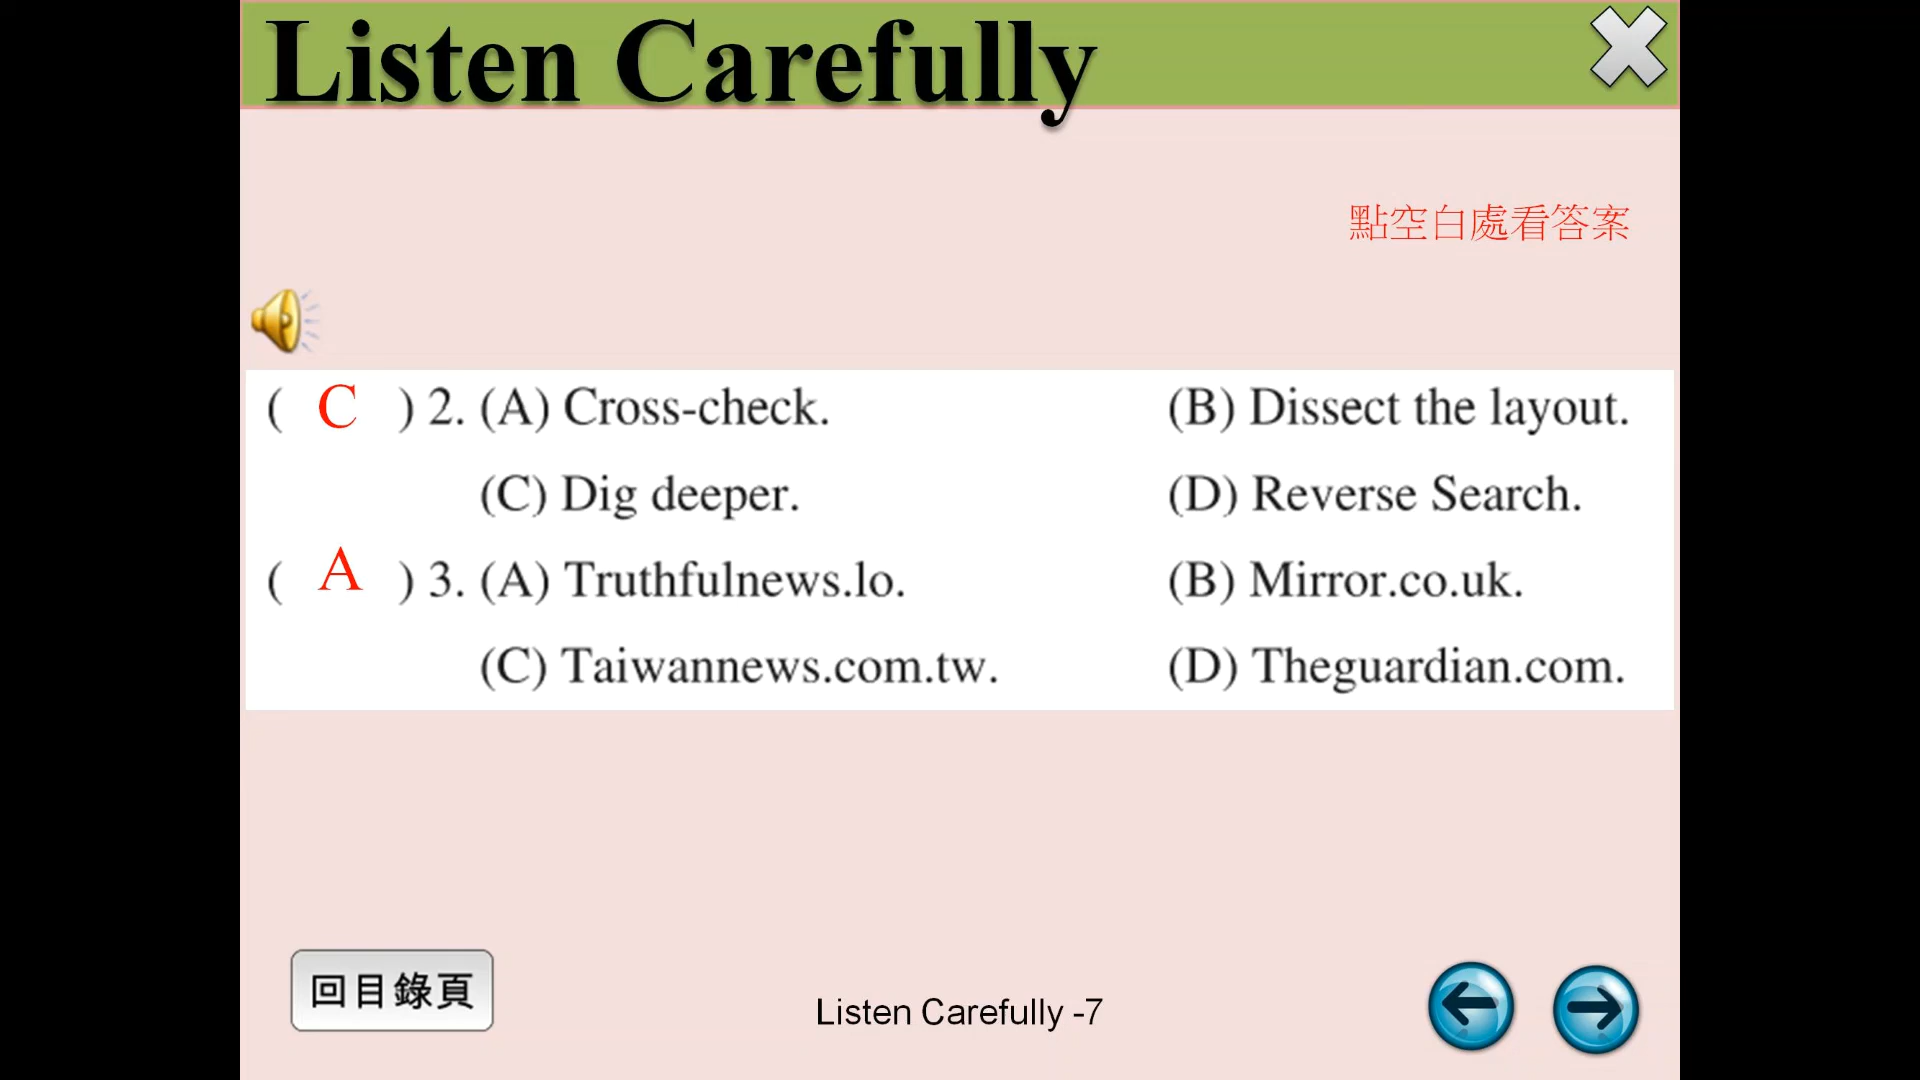 Listen Carefully
點空白處看答案
( C ) 2. (A) Cross-check. (B) Dissect the layout.
(C) Dig deeper. (D) Reverse Search.
( A ) 3. (A) Truthfulnews.lo. (B) Mirror.co.uk.
(C) Taiwannews.com.tw. (D) Theguardian.com.
回目錄頁
Listen Carefully -7